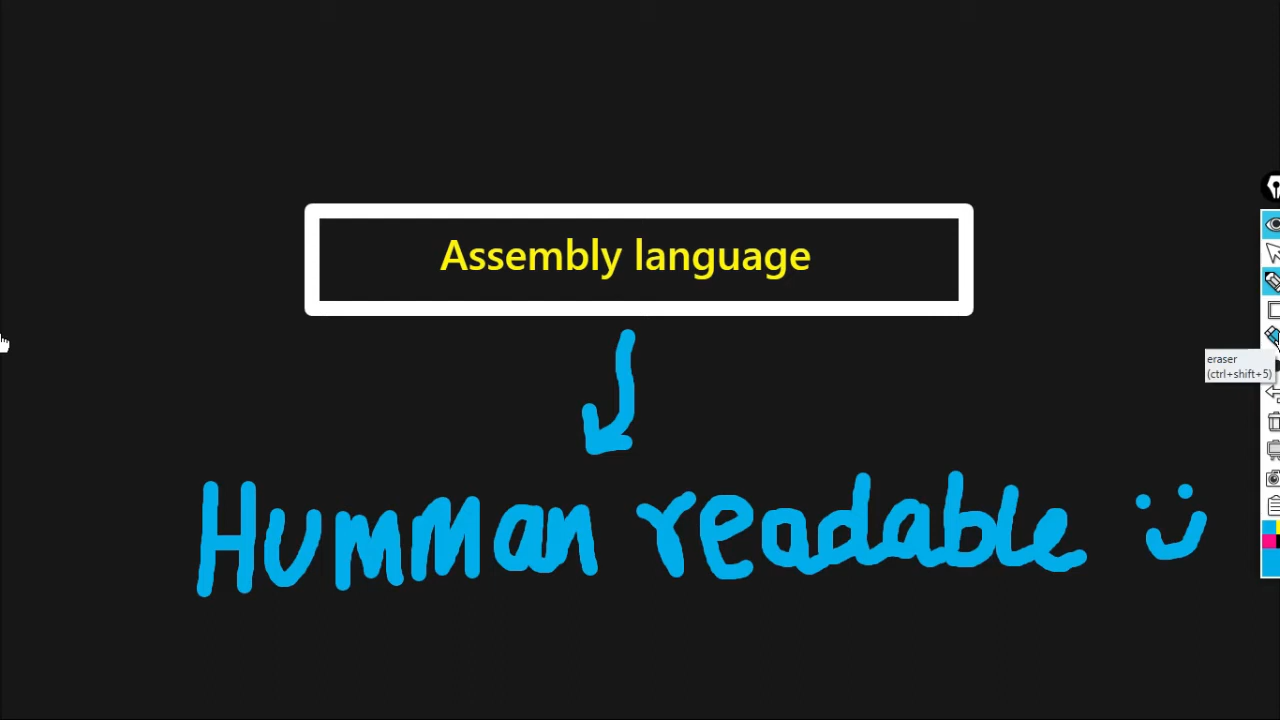 Assembly language
eraser
(ctrl+shift+5)
Humman readable